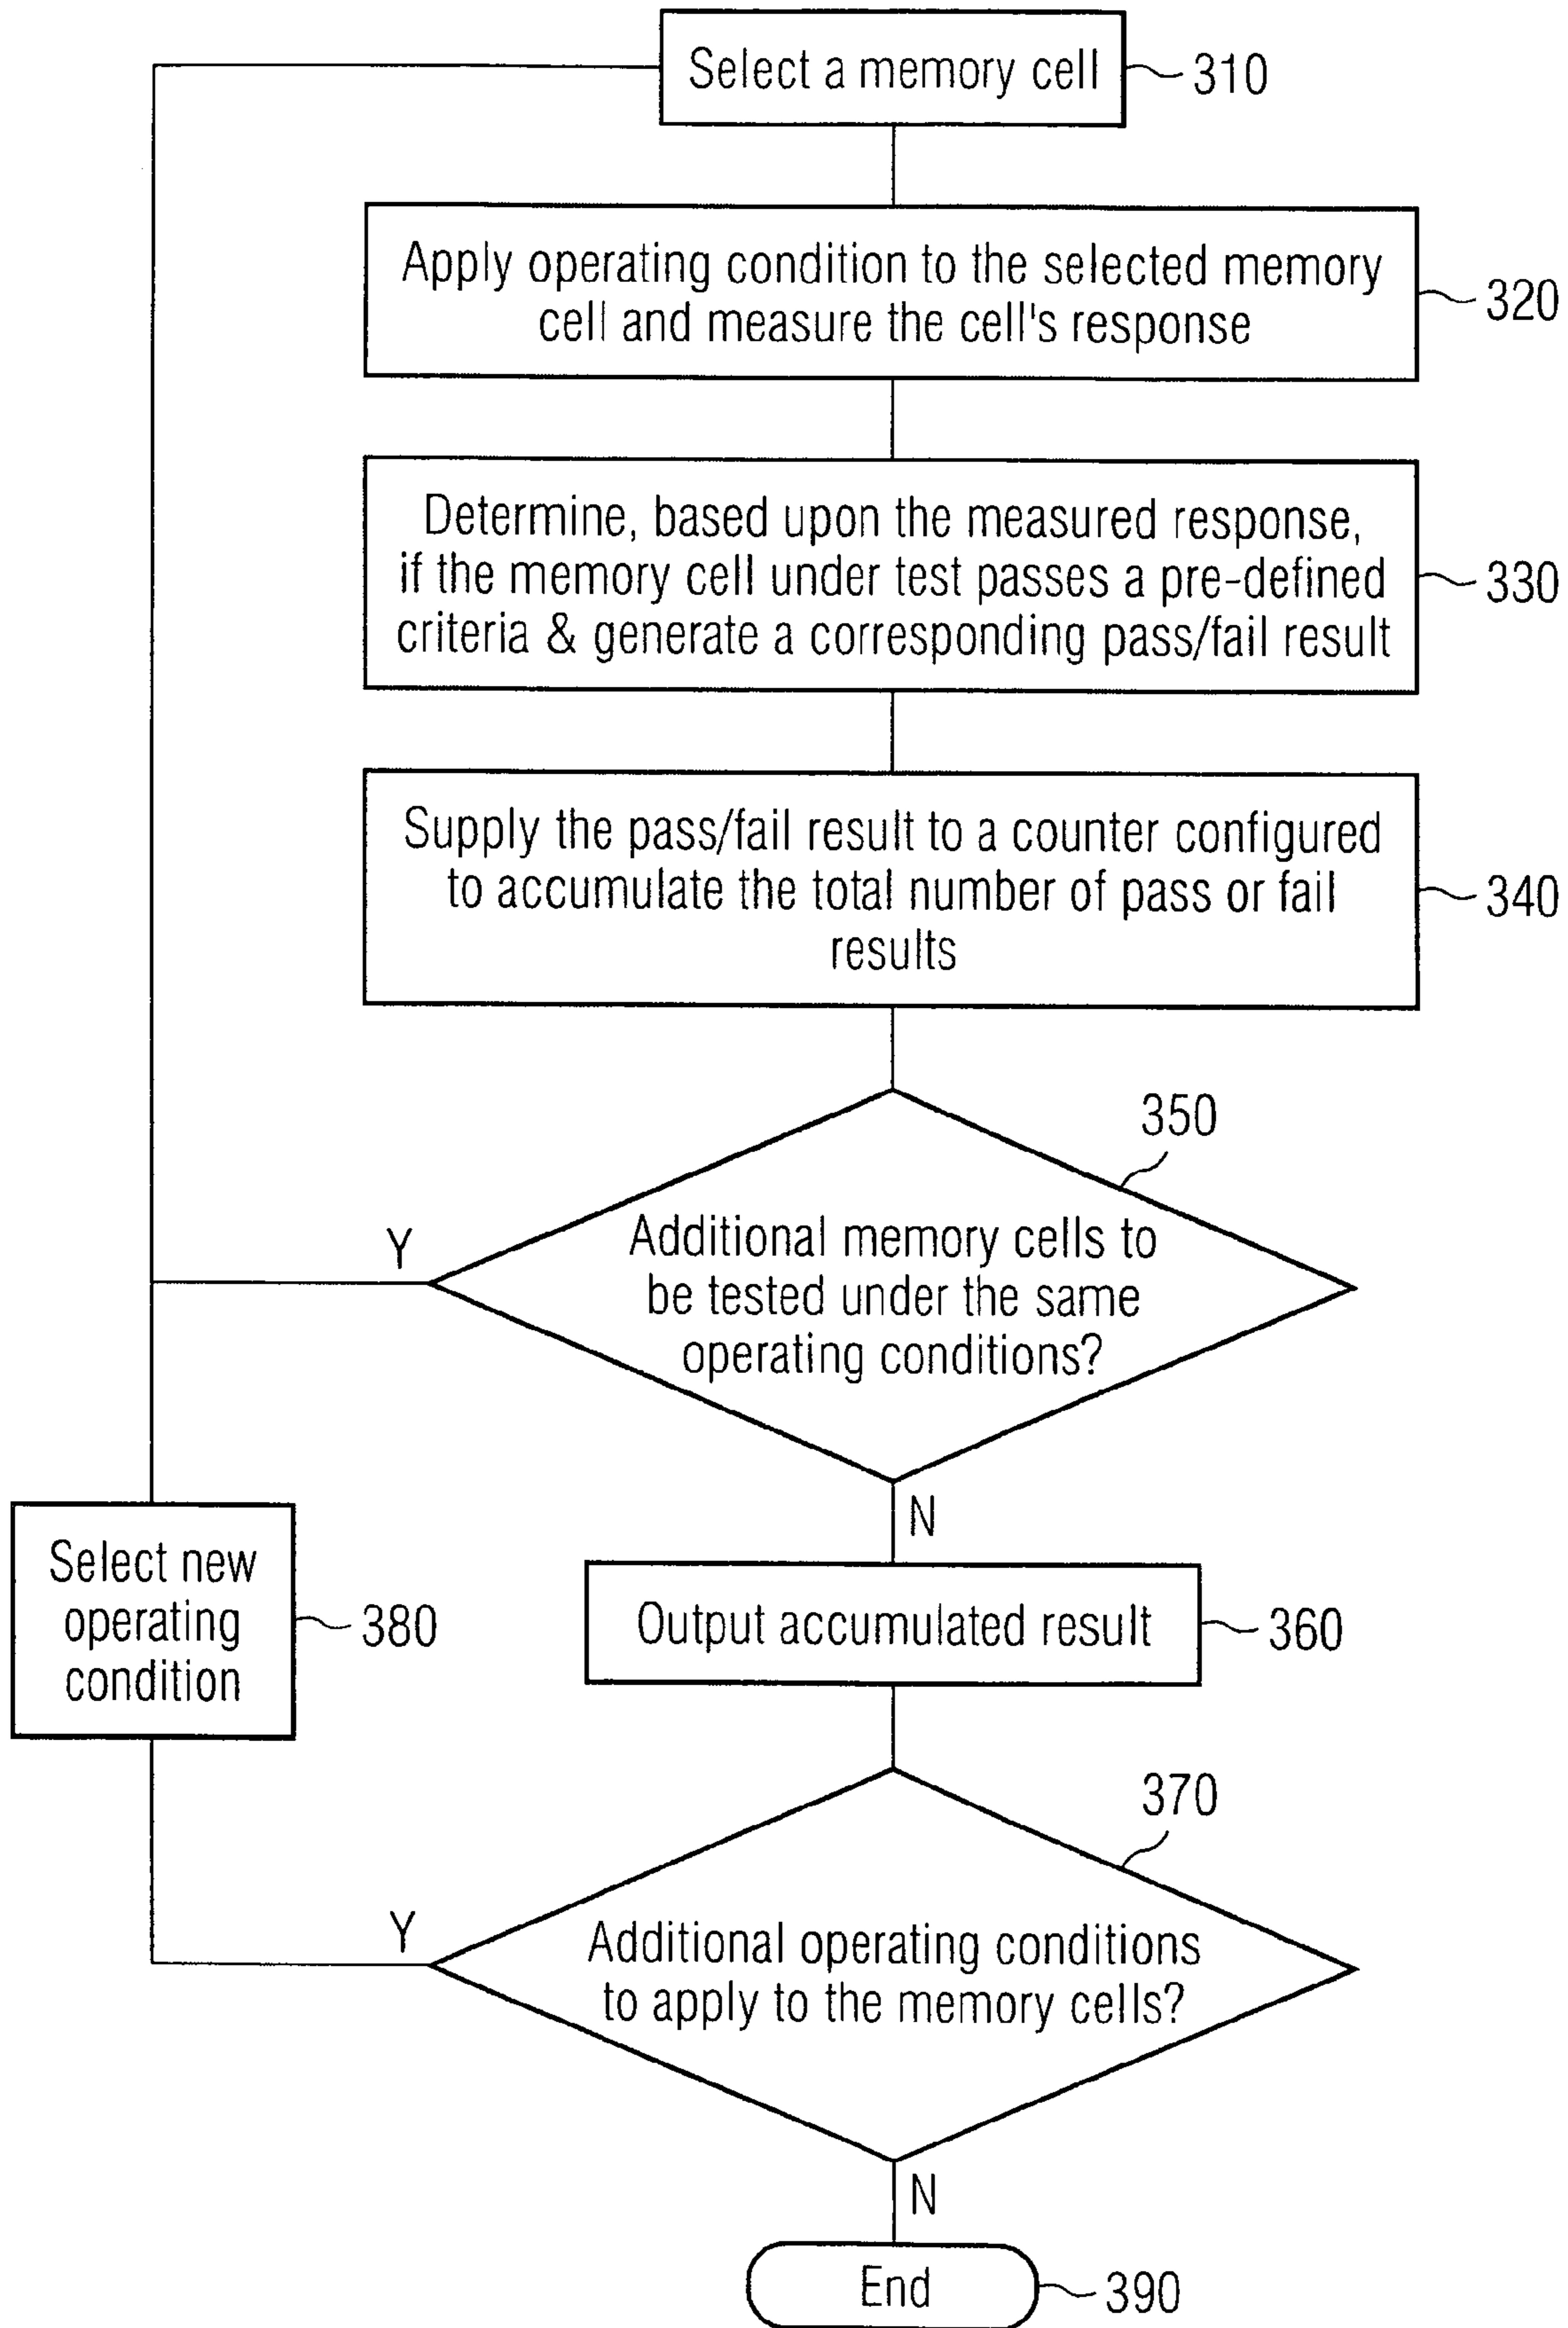 Select a memory cell
310
Apply operating condition to the selected memory
cell and measure the cell's response
320
Determine, based upon the measured response,
if the memory cell under test passes a pre-defined
criteria & generate a corresponding pass/fail result
330
Supply the pass/fail result to a counter configured
to accumulate the total number of pass or fail
results
340
350
Additional memory cells to
be tested under the same
operating conditions?
Y
N
Select new
operating
condition
380
Output accumulated result
360
370
Additional operating conditions
to apply to the memory cells?
Y
N
End
390